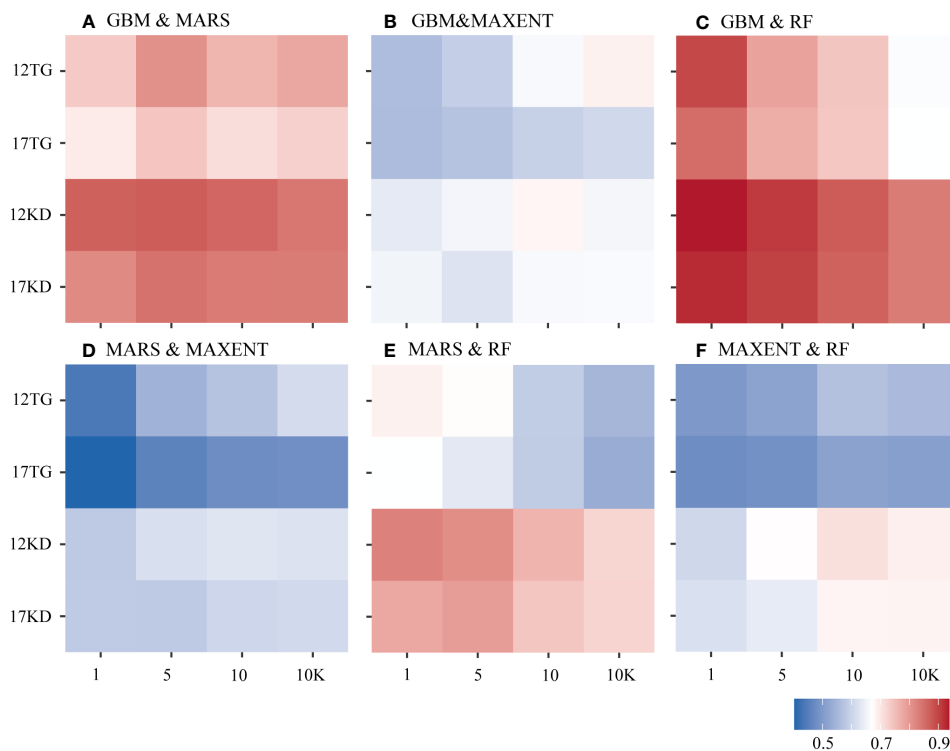 A GBM & MARS
B GBM&MAXENT
C GBM & RF
12TG
17TG
12KD
17KD
D MARS & MAXENT
E MARS & RF
F MAXENT & RF
12TG
17TG
12KD
17KD
1 5 10 10K
1 5 10 10K
1 5 10 10K
0.5 0.7 0.9